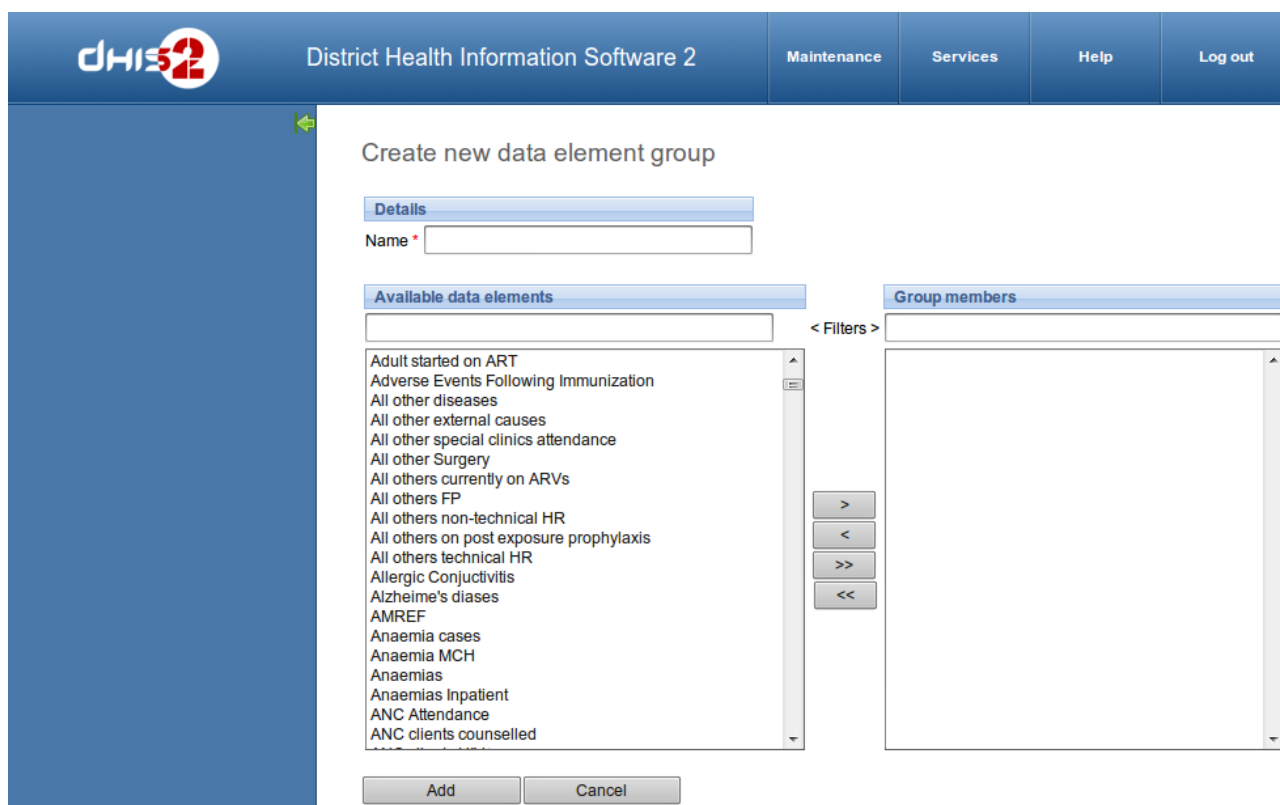 dHIS2 District Health Information Software 2 Maintenance Services Help Log out
Create new data element group
Details
Name *
Available data elements Group members
< Filters >
Adult started on ART
Adverse Events Following Immunization
All other diseases
All other external causes
All other special clinics attendance
All other Surgery
All others currently on ARVs
All others FP
All others non-technical HR
All others on post exposure prophylaxis
All others technical HR
Allergic Conjuctivitis
Alzheime's diases
AMREF
Anaemia cases
Anaemia MCH
Anaemias
Anaemias Inpatient
ANC Attendance
ANC clients counselled
>
<
>>
<<
Add Cancel